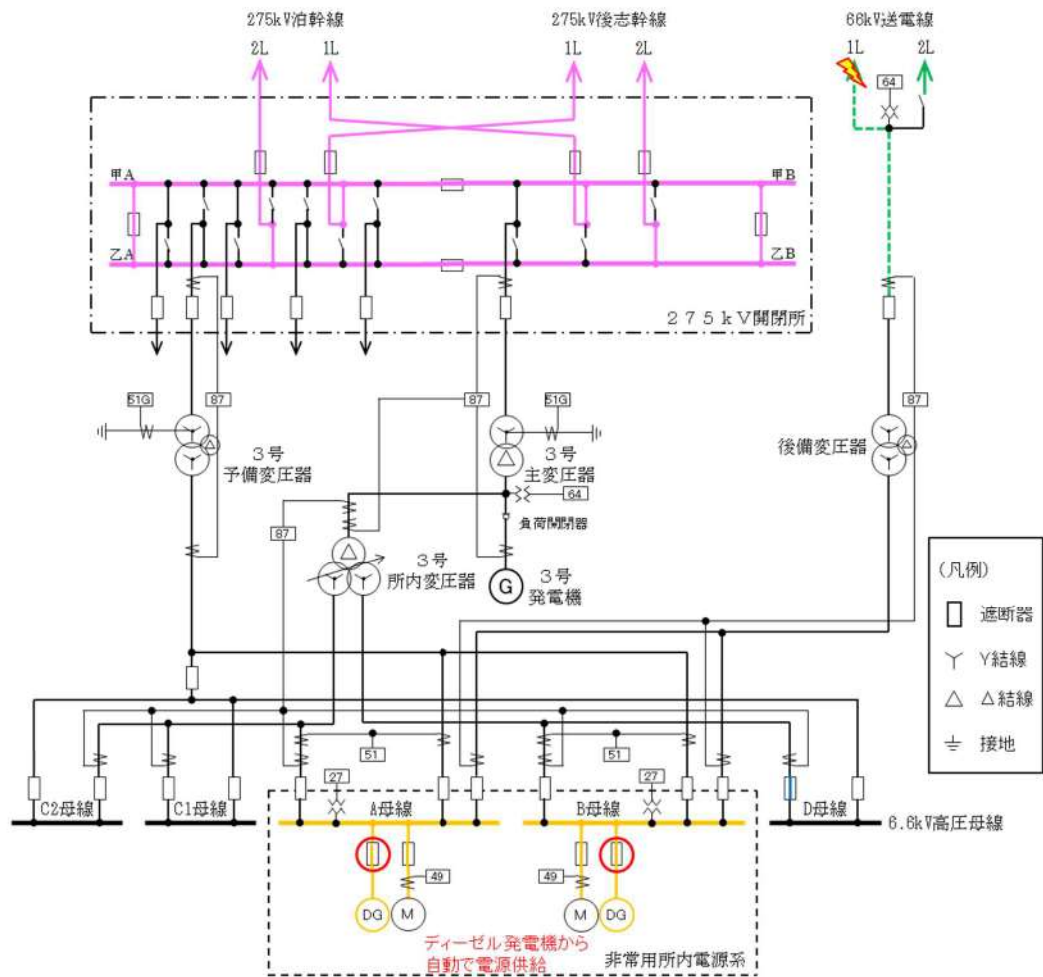 275kV泊幹線
275kV後志幹線
66kV送電線
2L
1L
1L
2L
1L
2L
64
甲A
甲B
乙A
乙B
275kV開閉所
51G
87
87
51G
87
3号
予備変圧器
3号
主変圧器
後備変圧器
64
負荷開閉器
87
3号
所内変圧器
G
3号
発電機
(凡例)
遮断器
Y結線
△結線
接地
51
51
27
27
C2母線
C1母線
A母線
B母線
D母線
6.6kV高圧母線
49
49
DG
M
M
DG
ディーゼル発電機から
自動で電源供給
非常用所内電源系